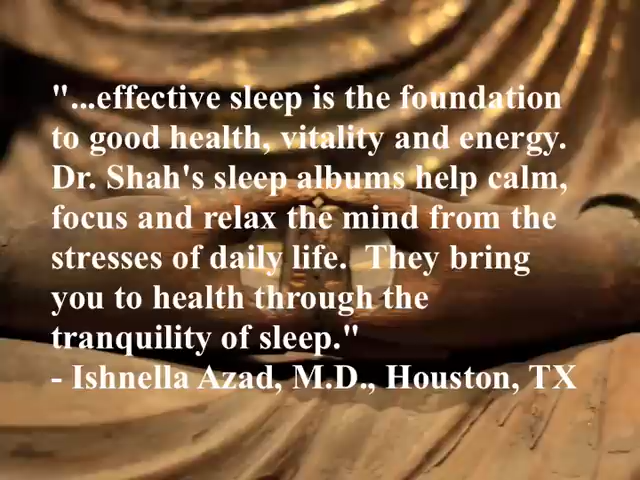 "...effective sleep is the foundation
to good health, vitality and energy.
Dr. Shah's sleep albums help calm,
focus and relax the mind from the
stresses of daily life.  They bring
you to health through the
tranquility of sleep."
- Ishnella Azad, M.D., Houston, TX